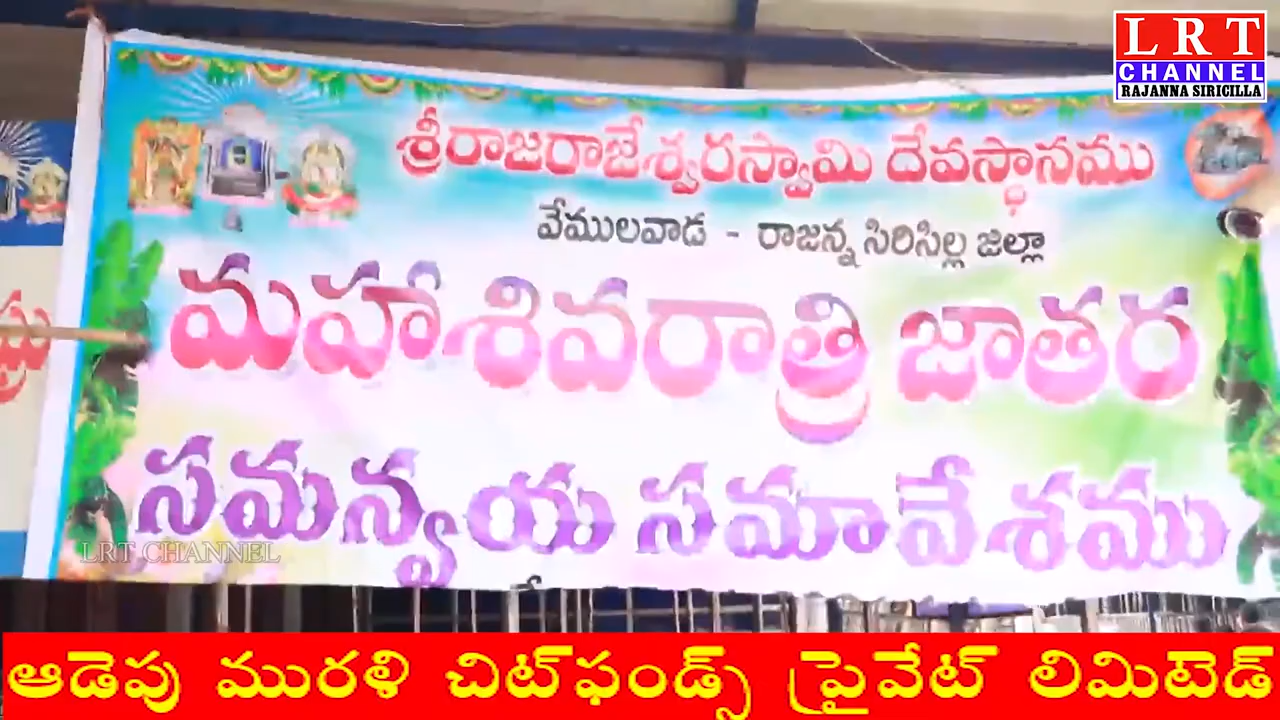 L R T
CHANNEL
RAJANNA SIRICILLA
శ్రీరాజరాజేశ్వరస్వామి దేవస్థానము
వేములవాడ - రాజన్న సిరిసిల్ల జిల్లా
మహాశివరాత్రి జాతర
సమన్వయ సమావేశము
LRT CHANNEL
ఆడెపు మురళి చిట్‌ఫండ్స్ ప్రైవేట్ లిమిటెడ్